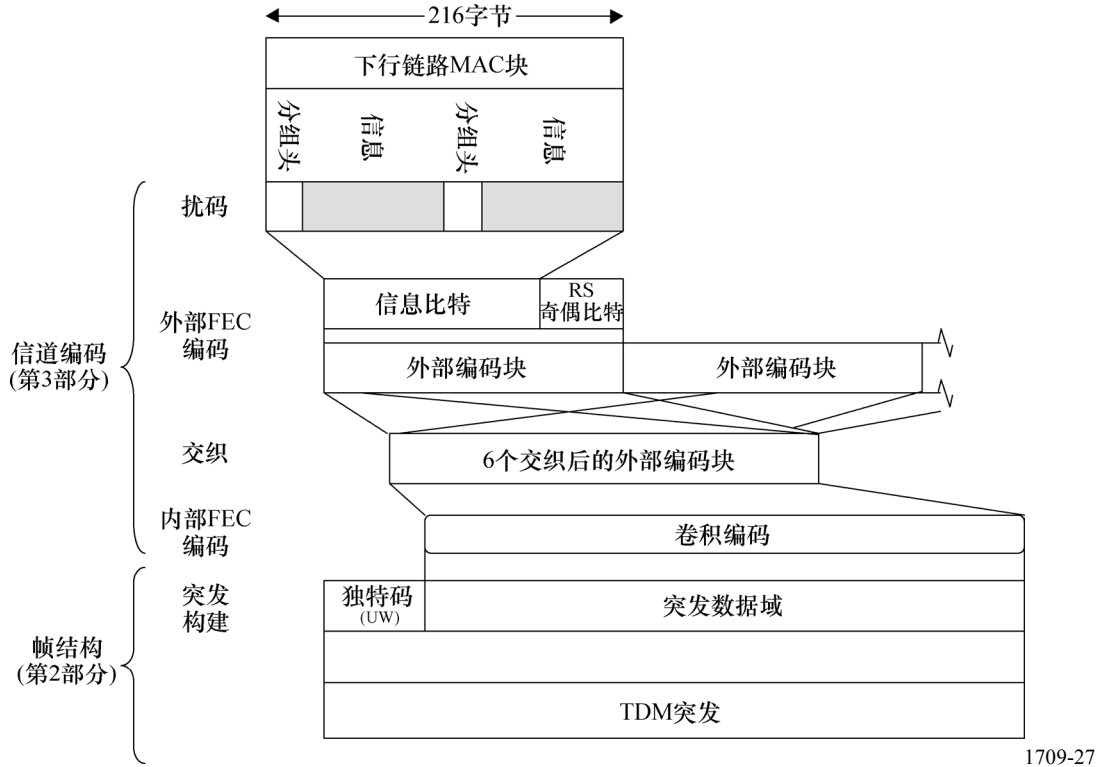 216字节
下行链路MAC块
分组头
信息
分组头
信息
扰码
信息比特
RS
奇偶比特
外部FEC
编码
外部编码块
外部编码块
信道编码
(第3部分)
交织
6个交织后的外部编码块
内部FEC
编码
卷积编码
突发
构建
独特码
(UW)
突发数据域
帧结构
(第2部分)
TDM突发
1709-27